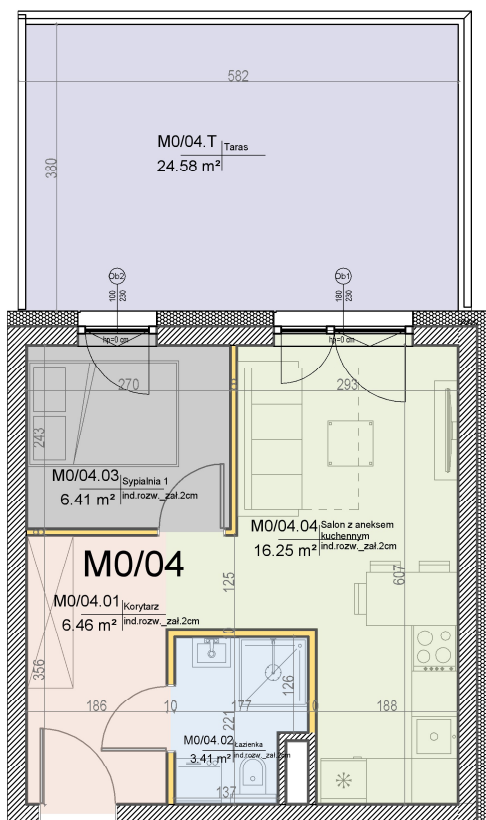 582
380
M0/04.T Taras
24.58 m²
Ob2
100
230
Ob1
180
230
hp=0 cm
hp=0 cm
270
293
243
M0/04.03 Sypialnia 1
6.41 m² ind.rozw._zał.2cm
M0/04.04 Salon z aneksem
kuchennym
16.25 m² ind.rozw._zał.2cm
M0/04
125
607
M0/04.01 Korytarz
6.46 m² ind.rozw._zał.2cm
356
126
186
10
177
188
221
M0/04.02 Łazienka
3.41 m² ind.rozw._zał.2cm
137